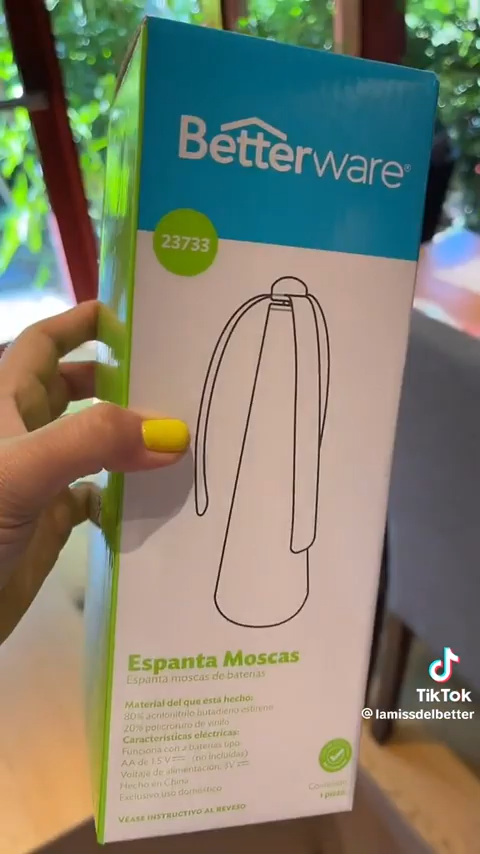 Betterware®
23733
Espanta Moscas
Espanta moscas de baterías
Material del que está hecho:
80% acrilonitrilo butadieno estireno
20% policloruro de vinilo
Características eléctricas:
Funciona con 2 baterías tipo:
AA de 1.5 V⎓ (no incluidas)
Voltaje de alimentación: 3V⎓
Hecho en China
Exclusivo uso doméstico
VÉASE INSTRUCTIVO AL REVERSO
Contenido:
1 pieza
TikTok
@lamissdelbetter